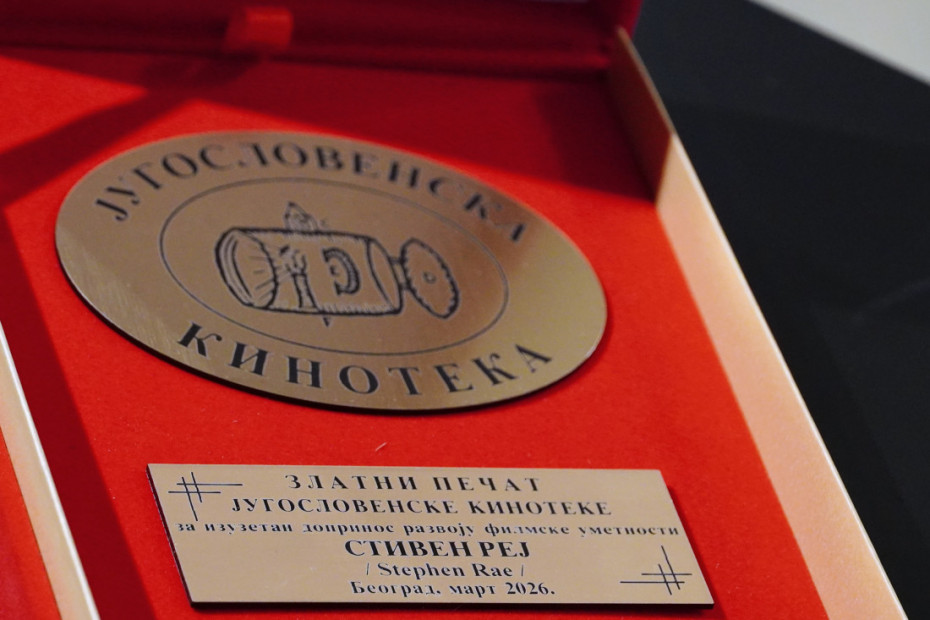 ЈУГОСЛОВЕНСКА
КИНОТЕКА
ЗЛАТНИ ПЕЧАТ
ЈУГОСЛОВЕНСКЕ КИНОТЕКЕ
за изузетан допринос развоју филмске уметности
СТИВЕН РЕЈ
/ Stephen Rae /
Београд, март 2026.